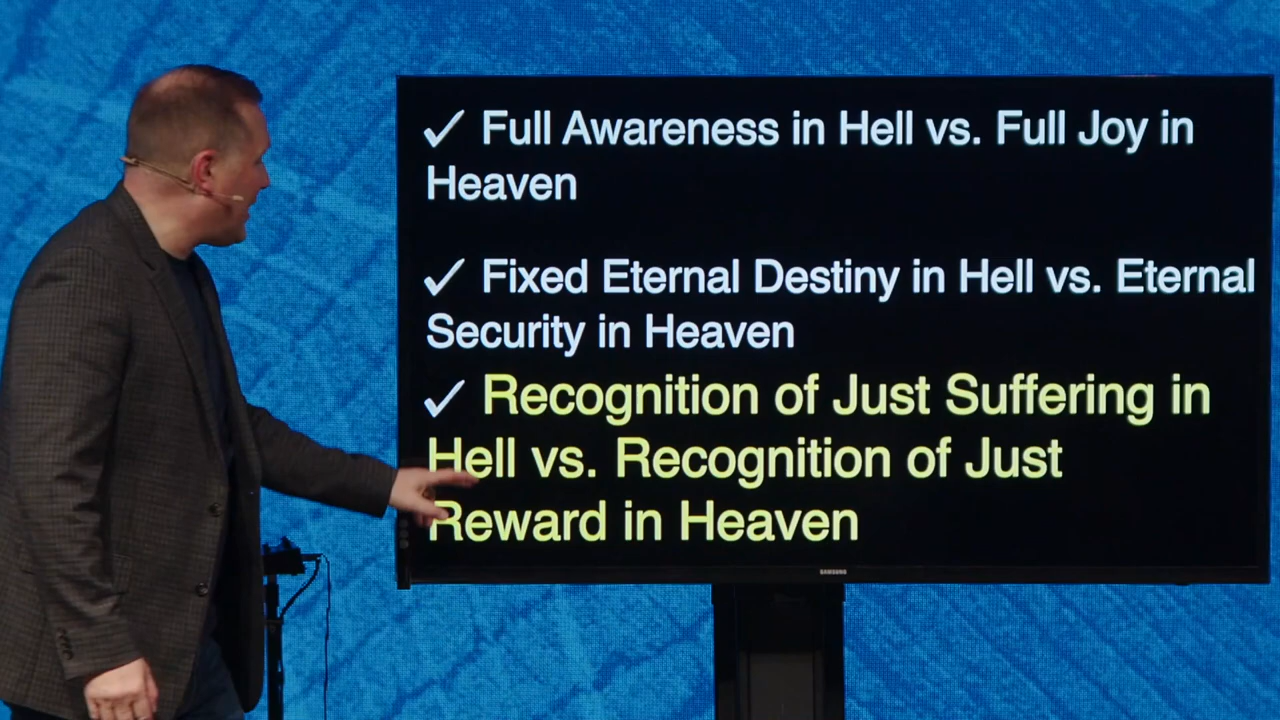 ✓ Full Awareness in Hell vs. Full Joy in
Heaven
✓ Fixed Eternal Destiny in Hell vs. Eternal
Security in Heaven
✓ Recognition of Just Suffering in
Hell vs. Recognition of Just
Reward in Heaven
SAMSUNG